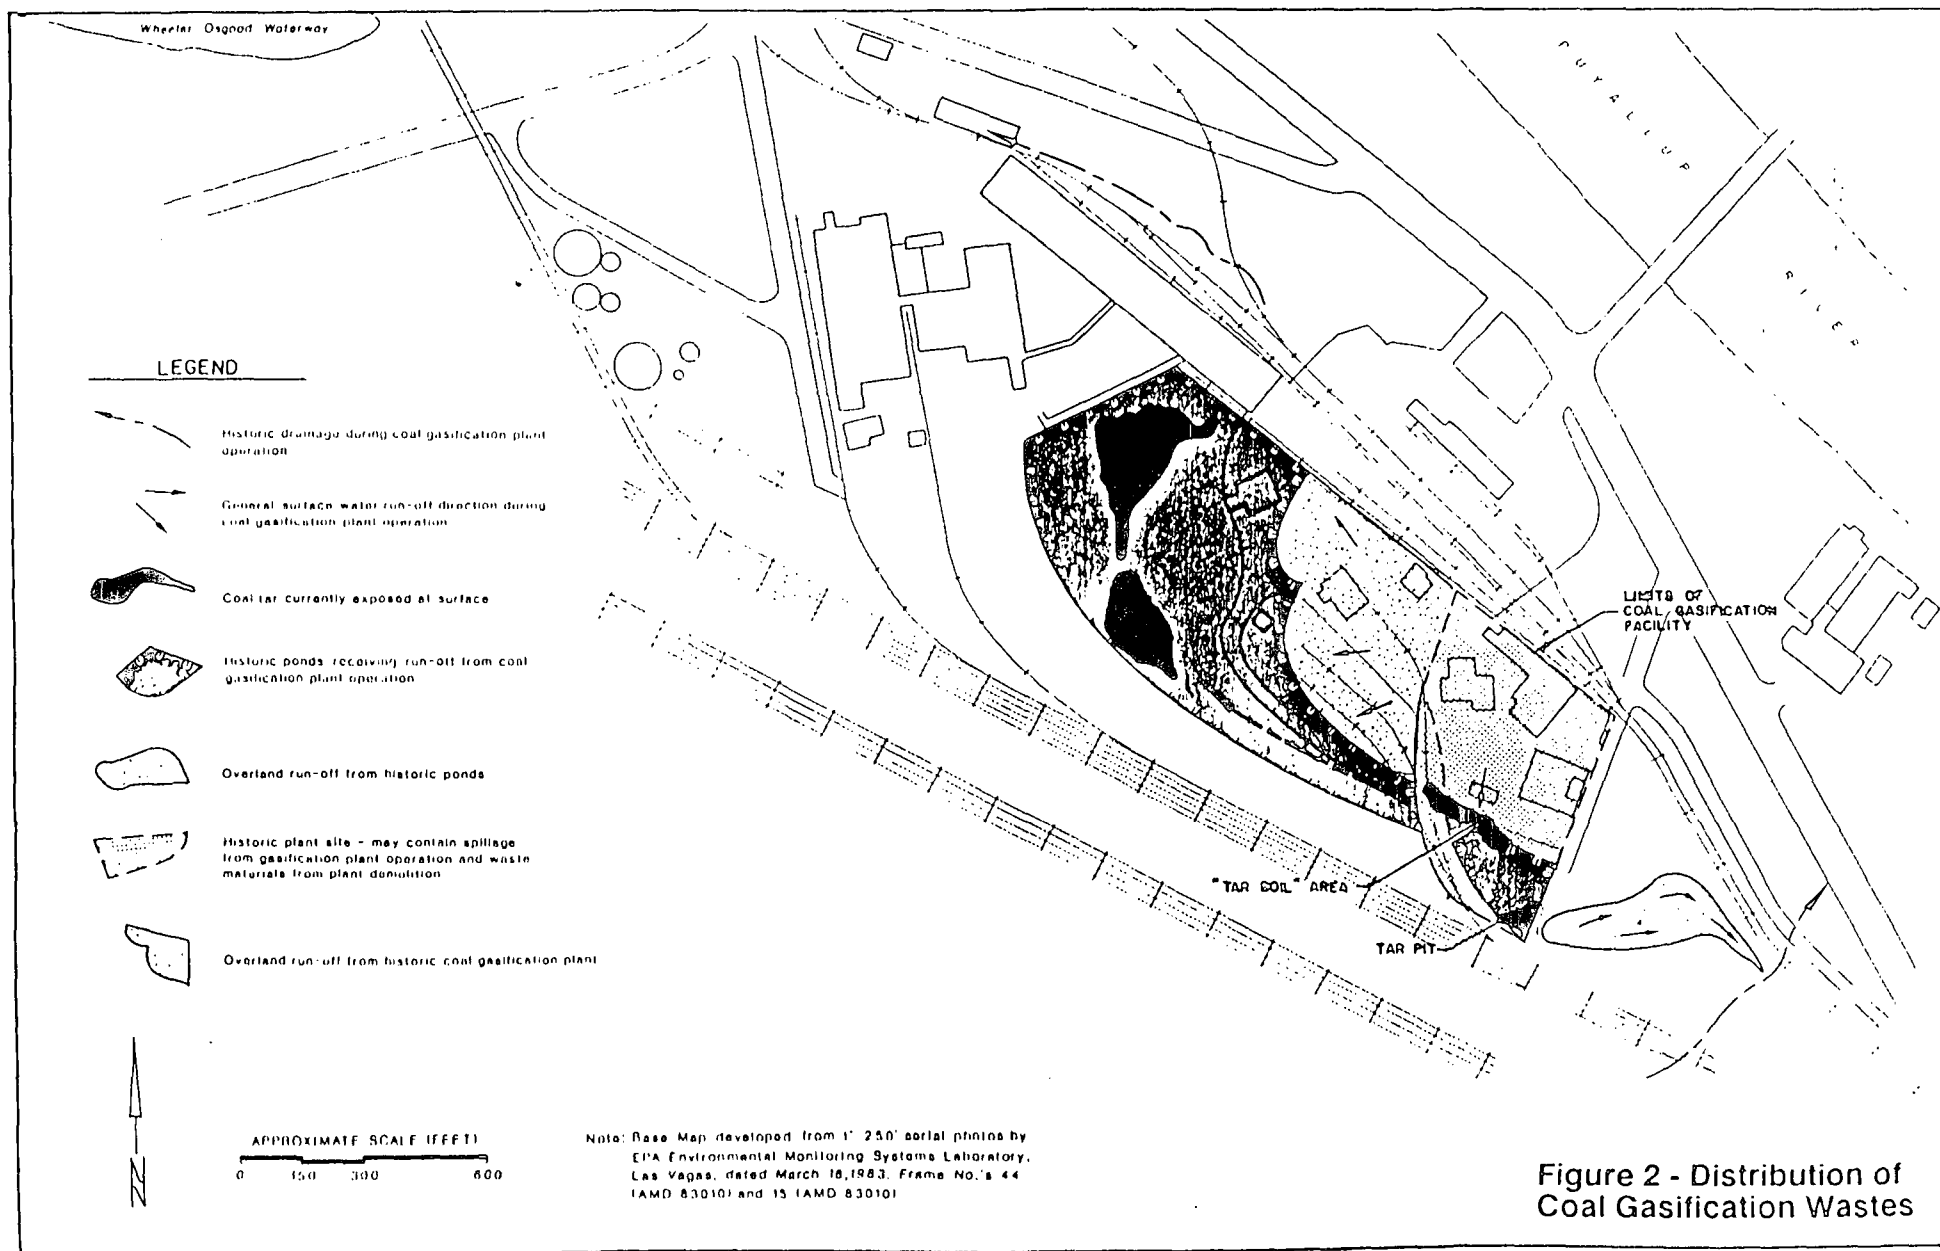 Wheeler Osgood Waterway
PUYALLUP
RIVER
LEGEND
Historic drainage during coal gasification plant
operation
General surface water run-off direction during
coal gasification plant operation
Coal tar currently exposed at surface
Historic ponds receiving run-off from coal
gasification plant operation
Overland run-off from historic ponds
Historic plant site - may contain spillage
from gasification plant operation and waste
materials from plant demolition
Overland run-off from historic coal gasification plant
LIMITS OF
COAL GASIFICATION
FACILITY
"TAR BOIL" AREA
TAR PIT
N
APPROXIMATE SCALE (FEET)
0 150 300 600
Note: Base Map developed from 1" 250' aerial photos by
EPA Environmental Monitoring Systems Laboratory,
Las Vegas, dated March 18,1983. Frame No.'s 44
(AMD 83010) and 15 (AMD 83010)
Figure 2 - Distribution of
Coal Gasification Wastes